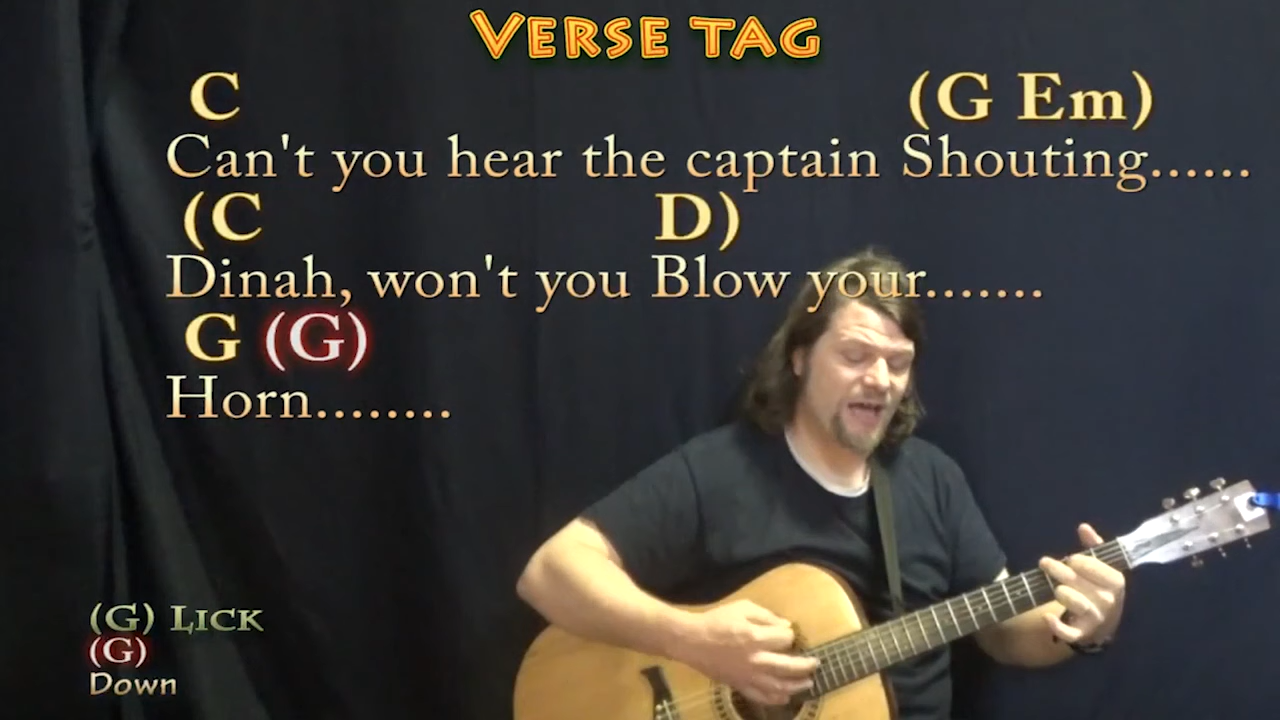 VERSE TAG
C (G Em)
Can't you hear the captain Shouting......
(C D)
Dinah, won't you Blow your.......
G (G)
Horn........
(G) LICK
(G)
DOWN